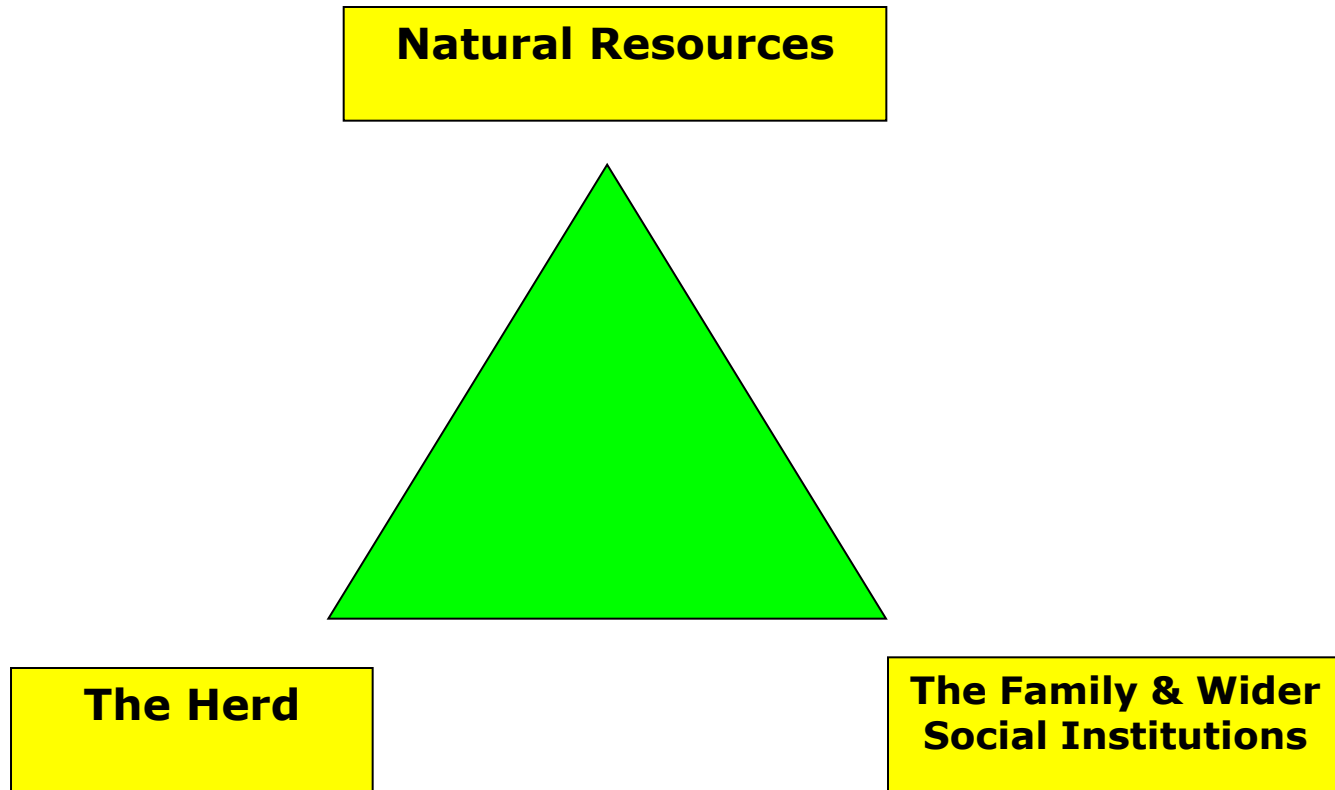 Natural Resources
The Herd
The Family & Wider
Social Institutions